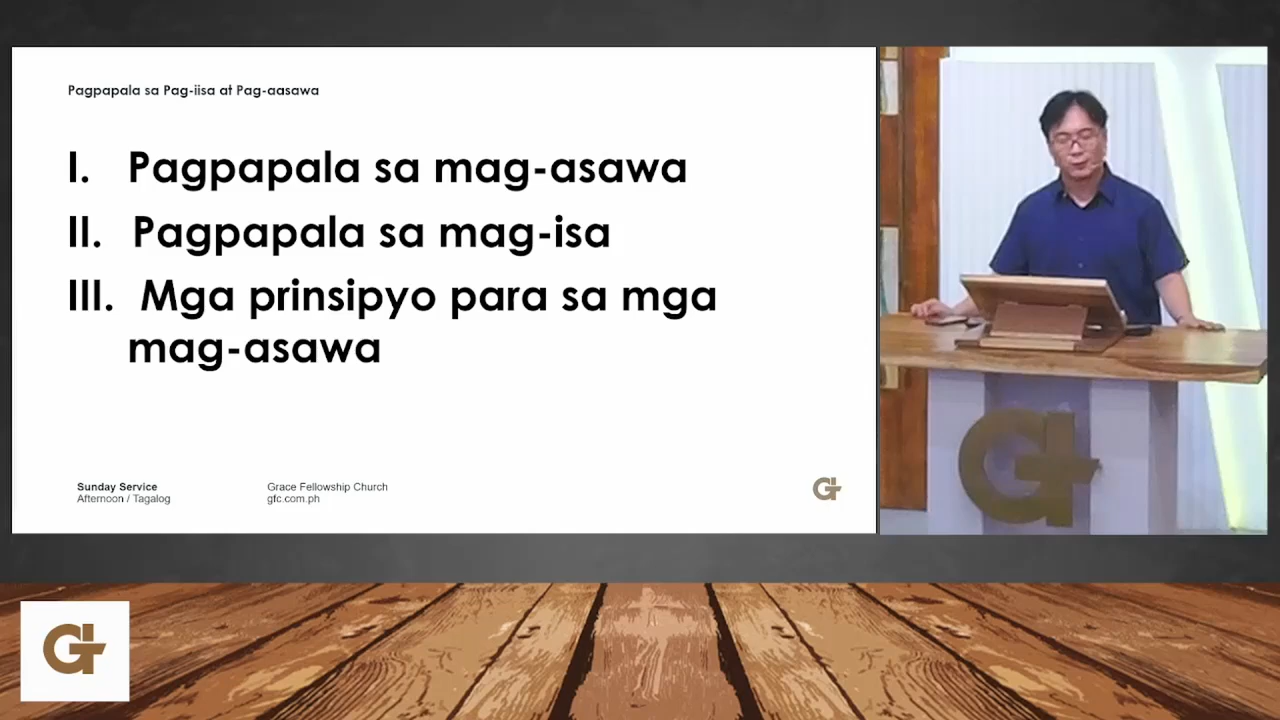 Pagpapala sa Pag-iisa at Pag-aasawa
I. Pagpapala sa mag-asawa
II. Pagpapala sa mag-isa
III. Mga prinsipyo para sa mga
mag-asawa
Sunday Service
Afternoon / Tagalog
Grace Fellowship Church
gfc.com.ph